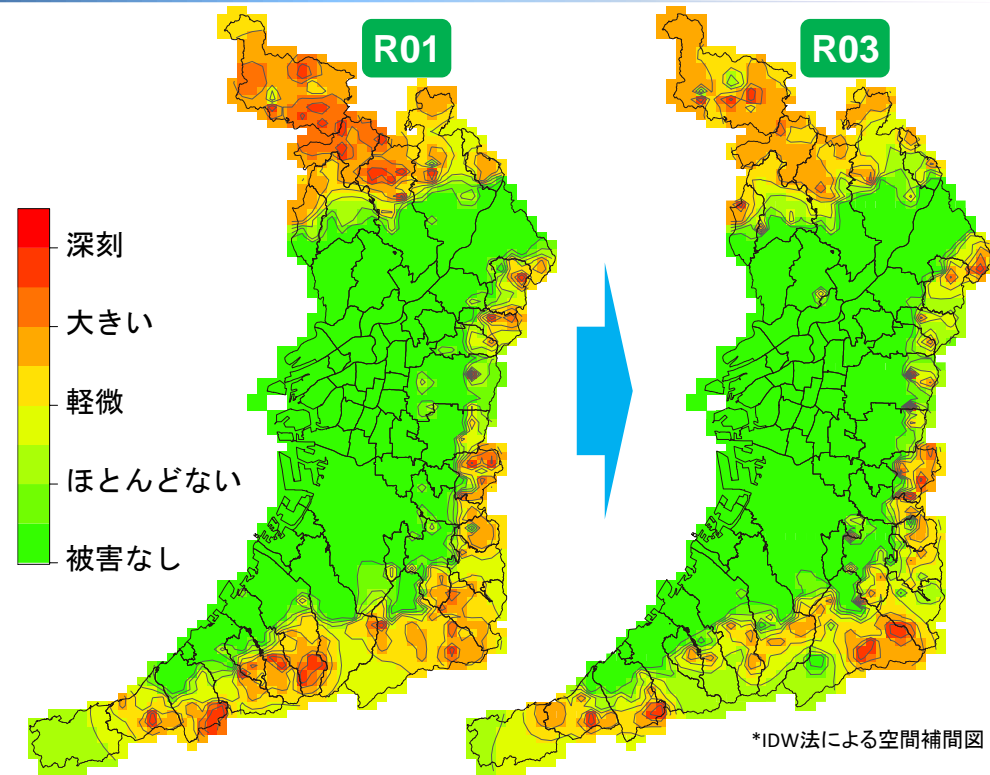 R01
R03
深刻
大きい
軽微
ほとんどない
被害なし
*IDW法による空間補間図